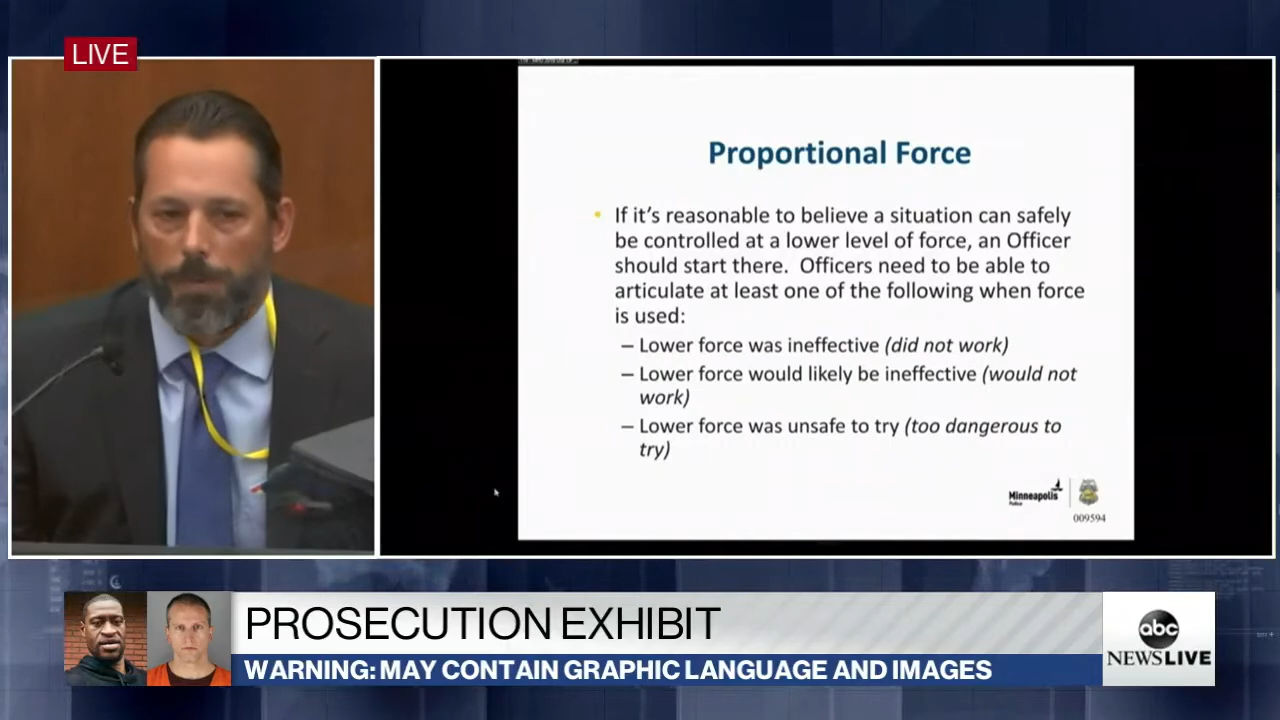 LIVE
Proportional Force
• If it's reasonable to believe a situation can safely
be controlled at a lower level of force, an Officer
should start there. Officers need to be able to
articulate at least one of the following when force
is used:
– Lower force was ineffective (did not work)
– Lower force would likely be ineffective (would not
work)
– Lower force was unsafe to try (too dangerous to
try)
Minneapolis
Police
009594
PROSECUTION EXHIBIT
WARNING: MAY CONTAIN GRAPHIC LANGUAGE AND IMAGES
abc
NEWS LIVE